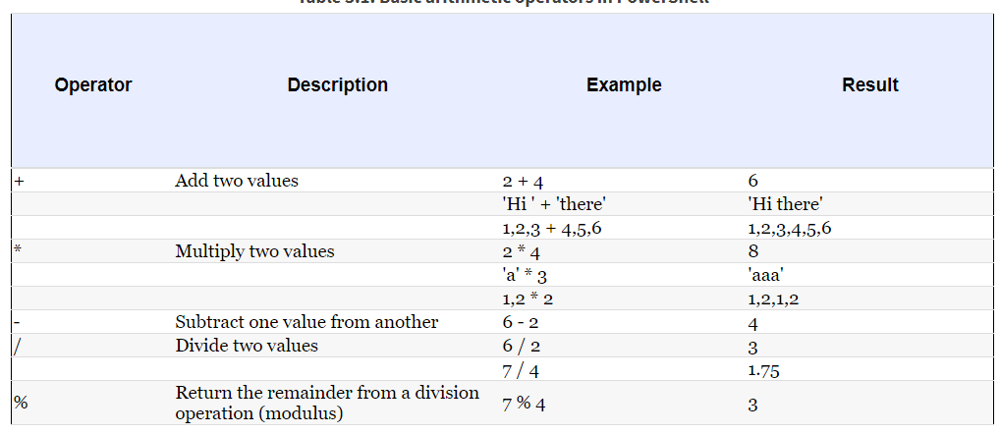 Table 3.1. Basic arithmetic operators in PowerShell
Operator Description Example Result
+ Add two values 2 + 4 6
'Hi ' + 'there' 'Hi there'
1,2,3 + 4,5,6 1,2,3,4,5,6
* Multiply two values 2 * 4 8
'a' * 3 'aaa'
1,2 * 2 1,2,1,2
- Subtract one value from another 6 - 2 4
/ Divide two values 6 / 2 3
7 / 4 1.75
% Return the remainder from a division operation (modulus) 7 % 4 3